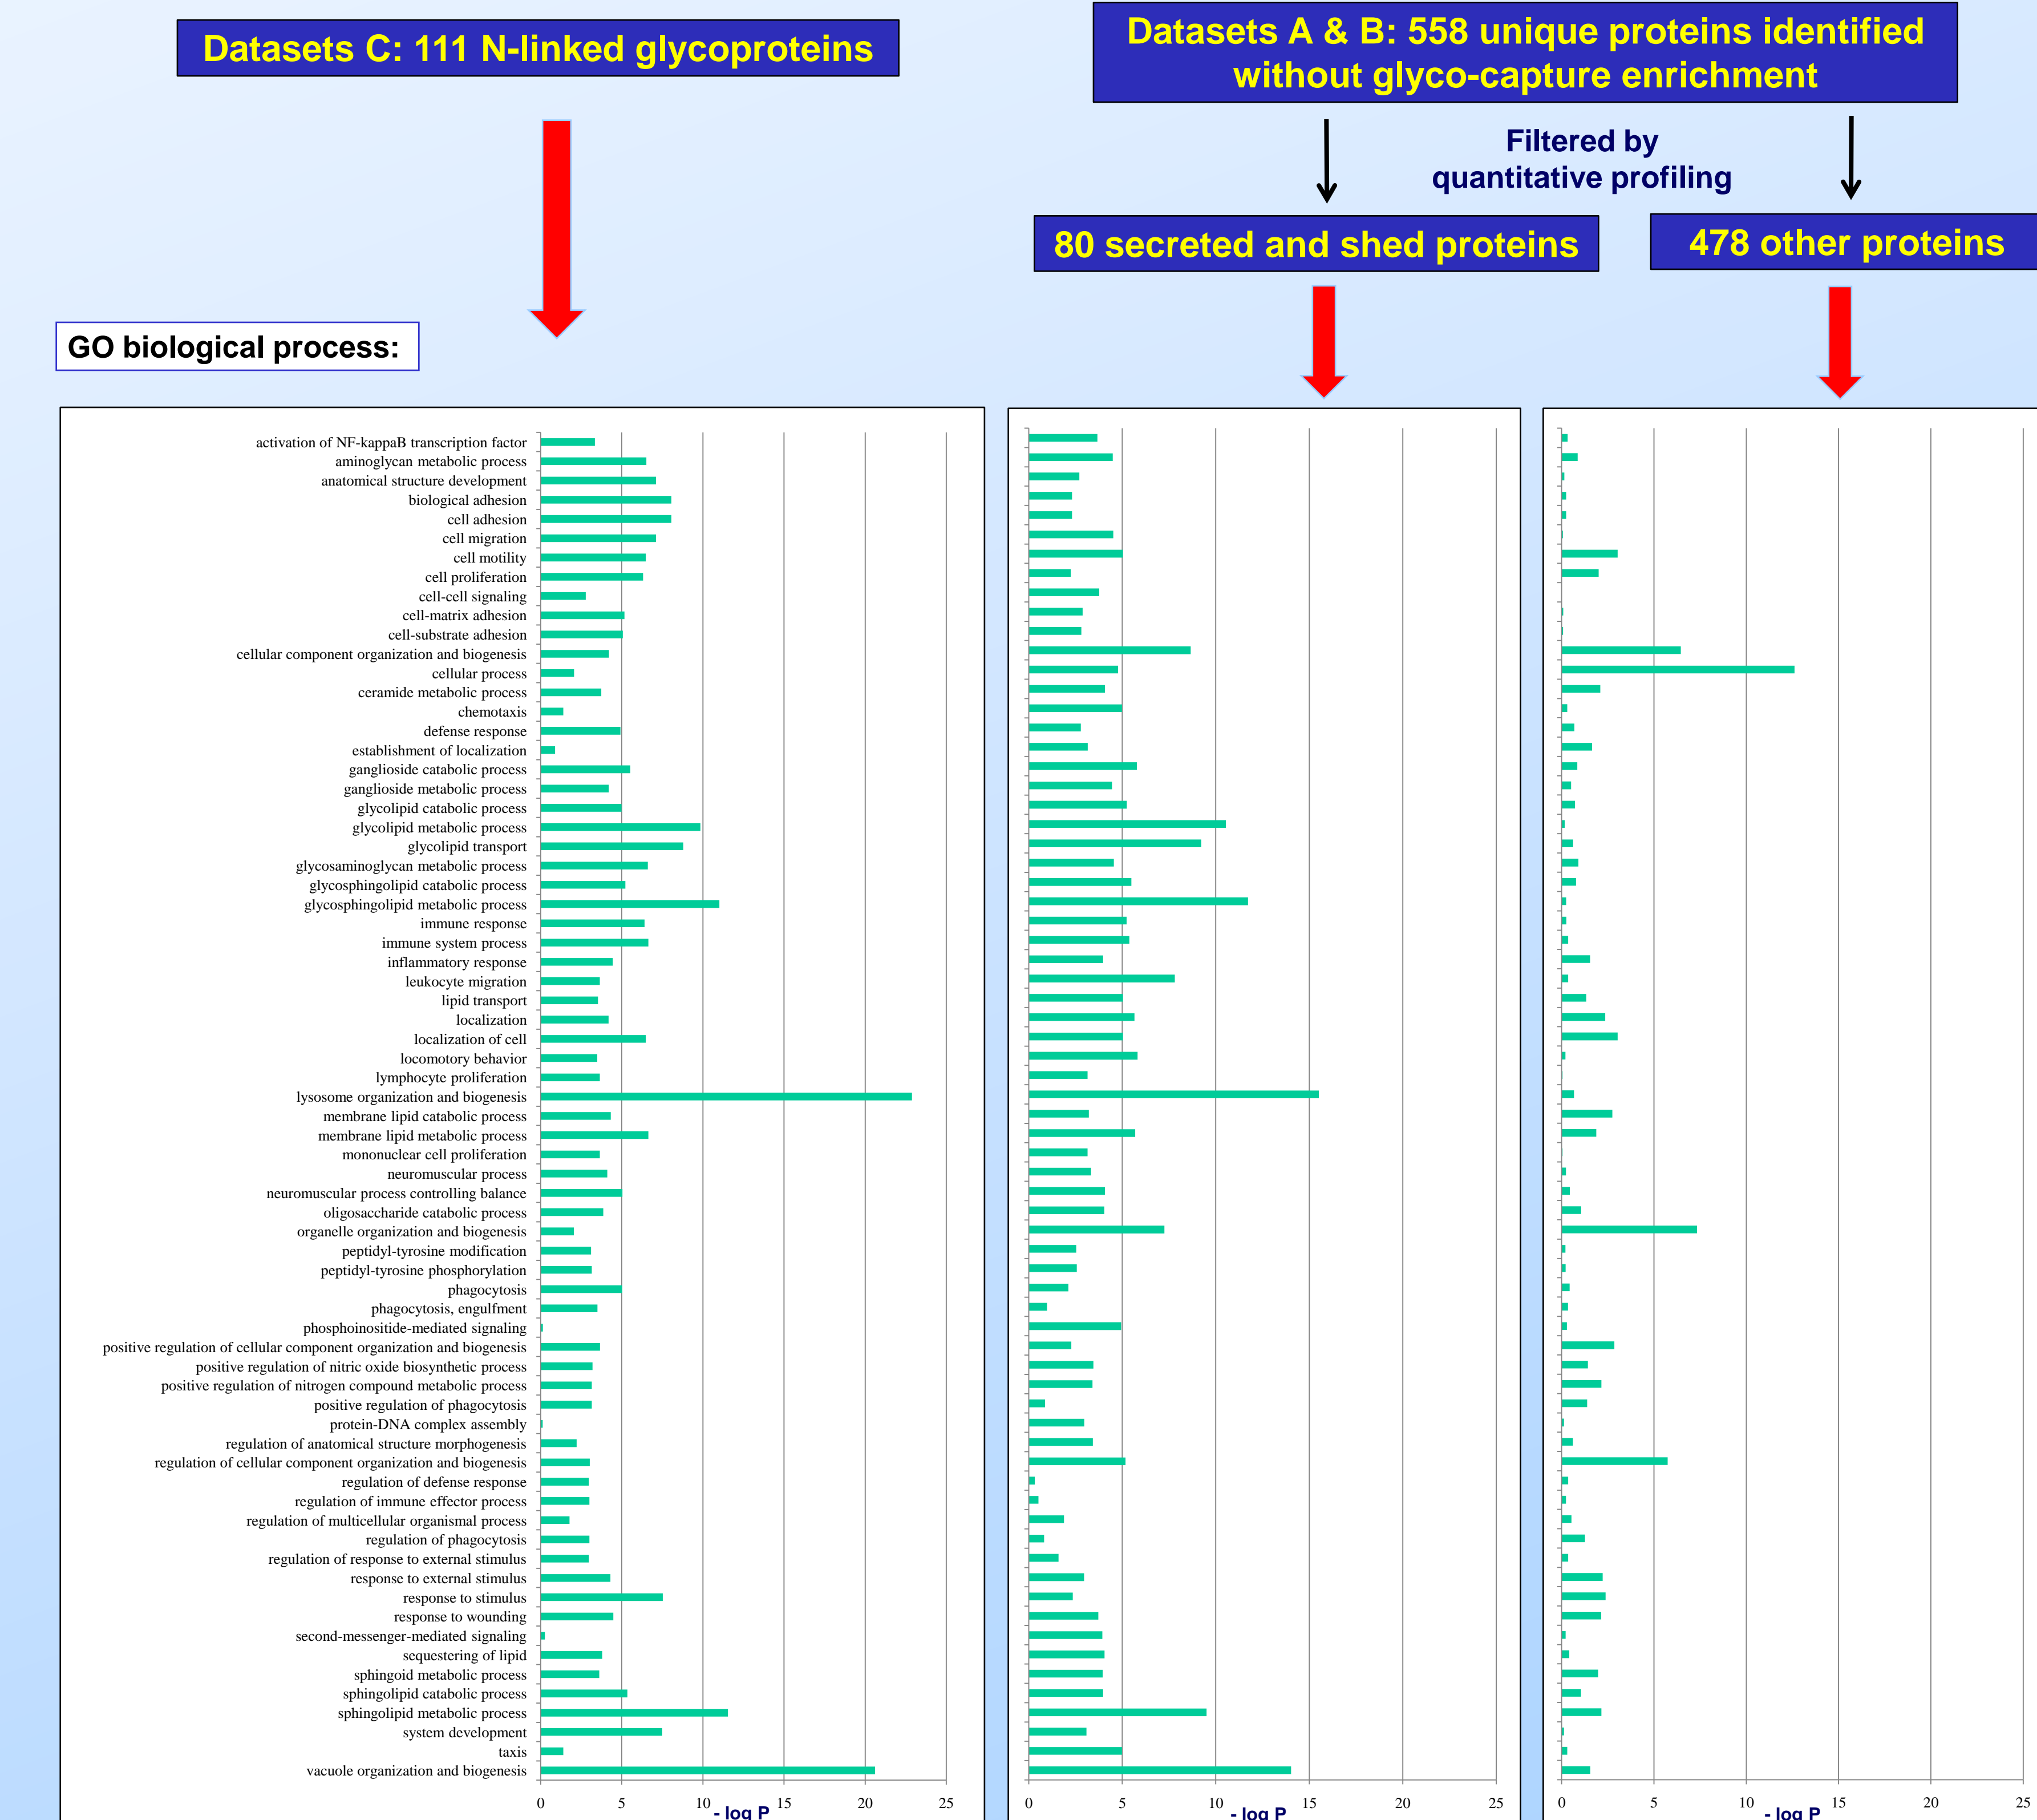 Datasets C: 111 N-linked glycoproteins
Datasets A & B: 558 unique proteins identified
without glyco-capture enrichment
Filtered by
quantitative profiling
80 secreted and shed proteins
478 other proteins
GO biological process:
activation of NF-kappaB transcription factor
aminoglycan metabolic process
anatomical structure development
biological adhesion
cell adhesion
cell migration
cell motility
cell proliferation
cell-cell signaling
cell-matrix adhesion
cell-substrate adhesion
cellular component organization and biogenesis
cellular process
ceramide metabolic process
chemotaxis
defense response
establishment of localization
ganglioside catabolic process
ganglioside metabolic process
glycolipid catabolic process
glycolipid metabolic process
glycolipid transport
glycosaminoglycan metabolic process
glycosphingolipid catabolic process
glycosphingolipid metabolic process
immune response
immune system process
inflammatory response
leukocyte migration
lipid transport
localization
localization of cell
locomotory behavior
lymphocyte proliferation
lysosome organization and biogenesis
membrane lipid catabolic process
membrane lipid metabolic process
mononuclear cell proliferation
neuromuscular process
neuromuscular process controlling balance
oligosaccharide catabolic process
organelle organization and biogenesis
peptidyl-tyrosine modification
peptidyl-tyrosine phosphorylation
phagocytosis
phagocytosis, engulfment
phosphoinositide-mediated signaling
positive regulation of cellular component organization and biogenesis
positive regulation of nitric oxide biosynthetic process
positive regulation of nitrogen compound metabolic process
positive regulation of phagocytosis
protein-DNA complex assembly
regulation of anatomical structure morphogenesis
regulation of cellular component organization and biogenesis
regulation of defense response
regulation of immune effector process
regulation of multicellular organismal process
regulation of phagocytosis
regulation of response to external stimulus
response to external stimulus
response to stimulus
response to wounding
second-messenger-mediated signaling
sequestering of lipid
sphingoid metabolic process
sphingolipid catabolic process
sphingolipid metabolic process
system development
taxis
vacuole organization and biogenesis
0 5 10 15 20 25
- log P
0 5 10 15 20 25
- log P
0 5 10 15 20 25
- log P